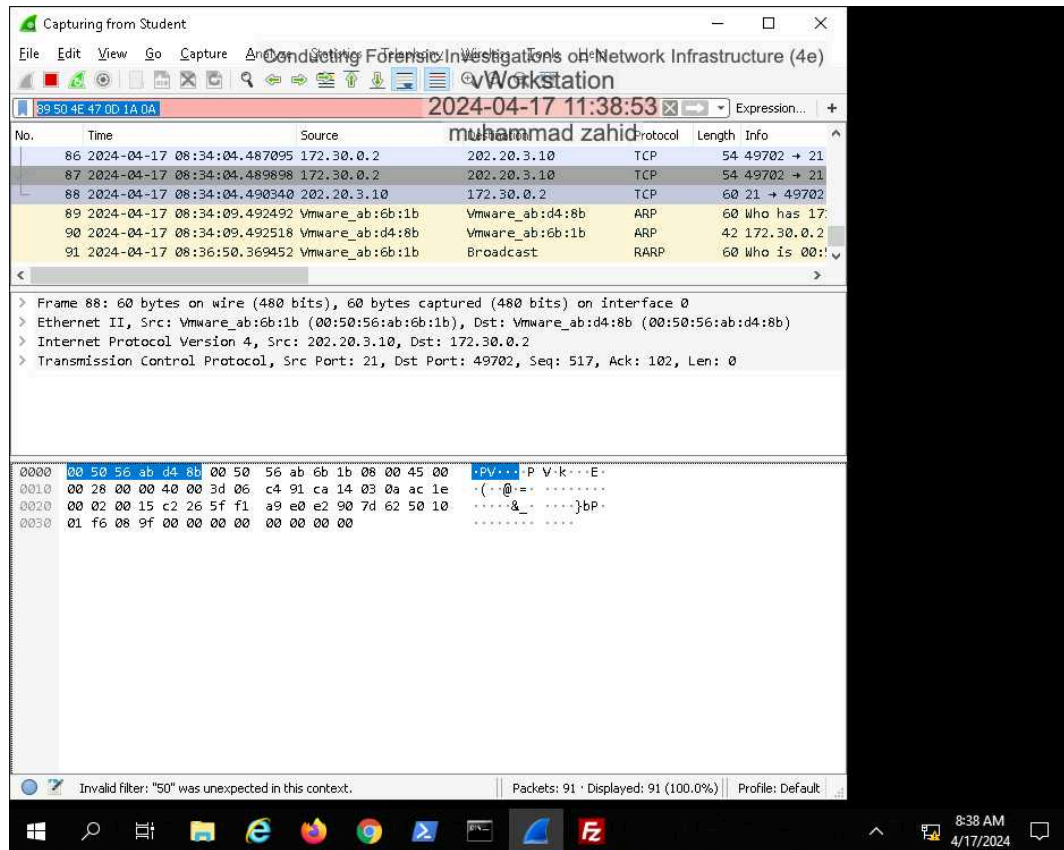 Capturing from Student
File Edit View Go Capture Analyze Statistics Telephony Wireless Tools Help
Conducting Forensic Investigations on Network Infrastructure (4e)
vWorkstation
2024-04-17 11:38:53
muhammad zahid
89 50 4E 47 0D 1A 0A
Expression... +
No. Time Source Destination Protocol Length Info
86 2024-04-17 08:34:04.487095 172.30.0.2 202.20.3.10 TCP 54 49702 → 21
87 2024-04-17 08:34:04.489898 172.30.0.2 202.20.3.10 TCP 54 49702 → 21
88 2024-04-17 08:34:04.490340 202.20.3.10 172.30.0.2 TCP 60 21 → 49702
89 2024-04-17 08:34:09.492492 Vmware_ab:6b:1b Vmware_ab:d4:8b ARP 60 Who has 17
90 2024-04-17 08:34:09.492518 Vmware_ab:d4:8b Vmware_ab:6b:1b ARP 42 172.30.0.2
91 2024-04-17 08:36:50.369452 Vmware_ab:6b:1b Broadcast RARP 60 Who is 00:
> Frame 88: 60 bytes on wire (480 bits), 60 bytes captured (480 bits) on interface 0
> Ethernet II, Src: Vmware_ab:6b:1b (00:50:56:ab:6b:1b), Dst: Vmware_ab:d4:8b (00:50:56:ab:d4:8b)
> Internet Protocol Version 4, Src: 202.20.3.10, Dst: 172.30.0.2
> Transmission Control Protocol, Src Port: 21, Dst Port: 49702, Seq: 517, Ack: 102, Len: 0
0000 00 50 56 ab d4 8b 00 50 56 ab 6b 1b 08 00 45 00 ·PV····P V·k···E·
0010 00 28 00 00 40 00 3d 06 c4 91 ca 14 03 0a ac 1e ·(··@·=· ········
0020 00 02 00 15 c2 26 5f f1 a9 e0 e2 90 7d 62 50 10 ·····&_· ····}bP·
0030 01 f6 08 9f 00 00 00 00 00 00 00 00 ········ ····
Invalid filter: "50" was unexpected in this context.
Packets: 91 · Displayed: 91 (100.0%)
Profile: Default
8:38 AM
4/17/2024